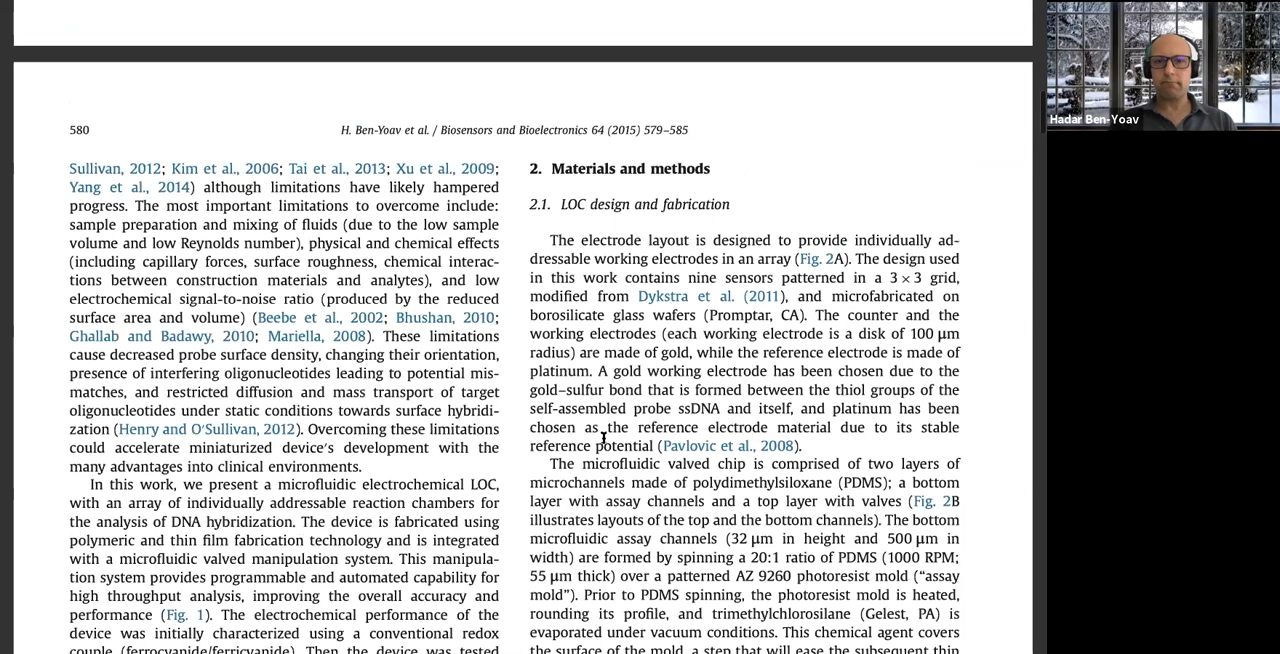 580
H. Ben-Yoav et al. / Biosensors and Bioelectronics 64 (2015) 579–585
Sullivan, 2012; Kim et al., 2006; Tai et al., 2013; Xu et al., 2009;
Yang et al., 2014) although limitations have likely hampered
progress. The most important limitations to overcome include:
sample preparation and mixing of fluids (due to the low sample
volume and low Reynolds number), physical and chemical effects
(including capillary forces, surface roughness, chemical interac-
tions between construction materials and analytes), and low
electrochemical signal-to-noise ratio (produced by the reduced
surface area and volume) (Beebe et al., 2002; Bhushan, 2010;
Ghallab and Badawy, 2010; Mariella, 2008). These limitations
cause decreased probe surface density, changing their orientation,
presence of interfering oligonucleotides leading to potential mis-
matches, and restricted diffusion and mass transport of target
oligonucleotides under static conditions towards surface hybridi-
zation (Henry and O'Sullivan, 2012). Overcoming these limitations
could accelerate miniaturized device's development with the
many advantages into clinical environments.
In this work, we present a microfluidic electrochemical LOC,
with an array of individually addressable reaction chambers for
the analysis of DNA hybridization. The device is fabricated using
polymeric and thin film fabrication technology and is integrated
with a microfluidic valved manipulation system. This manipula-
tion system provides programmable and automated capability for
high throughput analysis, improving the overall accuracy and
performance (Fig. 1). The electrochemical performance of the
device was initially characterized using a conventional redox
couple (ferrocyanide/ferricyanide). Then the device was tested
2. Materials and methods
2.1. LOC design and fabrication
The electrode layout is designed to provide individually ad-
dressable working electrodes in an array (Fig. 2A). The design used
in this work contains nine sensors patterned in a 3 × 3 grid,
modified from Dykstra et al. (2011), and microfabricated on
borosilicate glass wafers (Promptar, CA). The counter and the
working electrodes (each working electrode is a disk of 100 μm
radius) are made of gold, while the reference electrode is made of
platinum. A gold working electrode has been chosen due to the
gold–sulfur bond that is formed between the thiol groups of the
self-assembled probe ssDNA and itself, and platinum has been
chosen as the reference electrode material due to its stable
reference potential (Pavlovic et al., 2008).
The microfluidic valved chip is comprised of two layers of
microchannels made of polydimethylsiloxane (PDMS); a bottom
layer with assay channels and a top layer with valves (Fig. 2B
illustrates layouts of the top and the bottom channels). The bottom
microfluidic assay channels (32 μm in height and 500 μm in
width) are formed by spinning a 20:1 ratio of PDMS (1000 RPM;
55 μm thick) over a patterned AZ 9260 photoresist mold ("assay
mold"). Prior to PDMS spinning, the photoresist mold is heated,
rounding its profile, and trimethylchlorosilane (Gelest, PA) is
evaporated under vacuum conditions. This chemical agent covers
the surface of the mold, a step that will ease the subsequent thin
Hadar Ben-Yoav